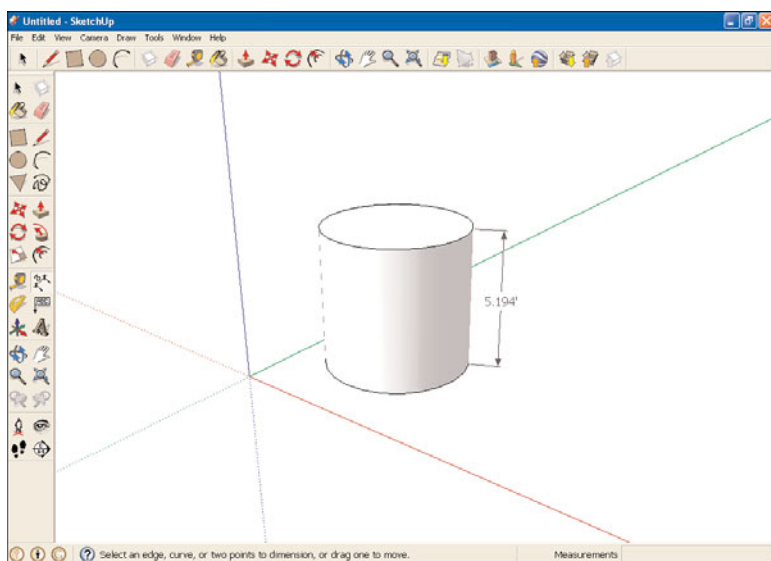 Untitled - SketchUp
File Edit View Camera Draw Tools Window Help
5.194'
Select an edge, curve, or two points to dimension, or drag one to move.
Measurements